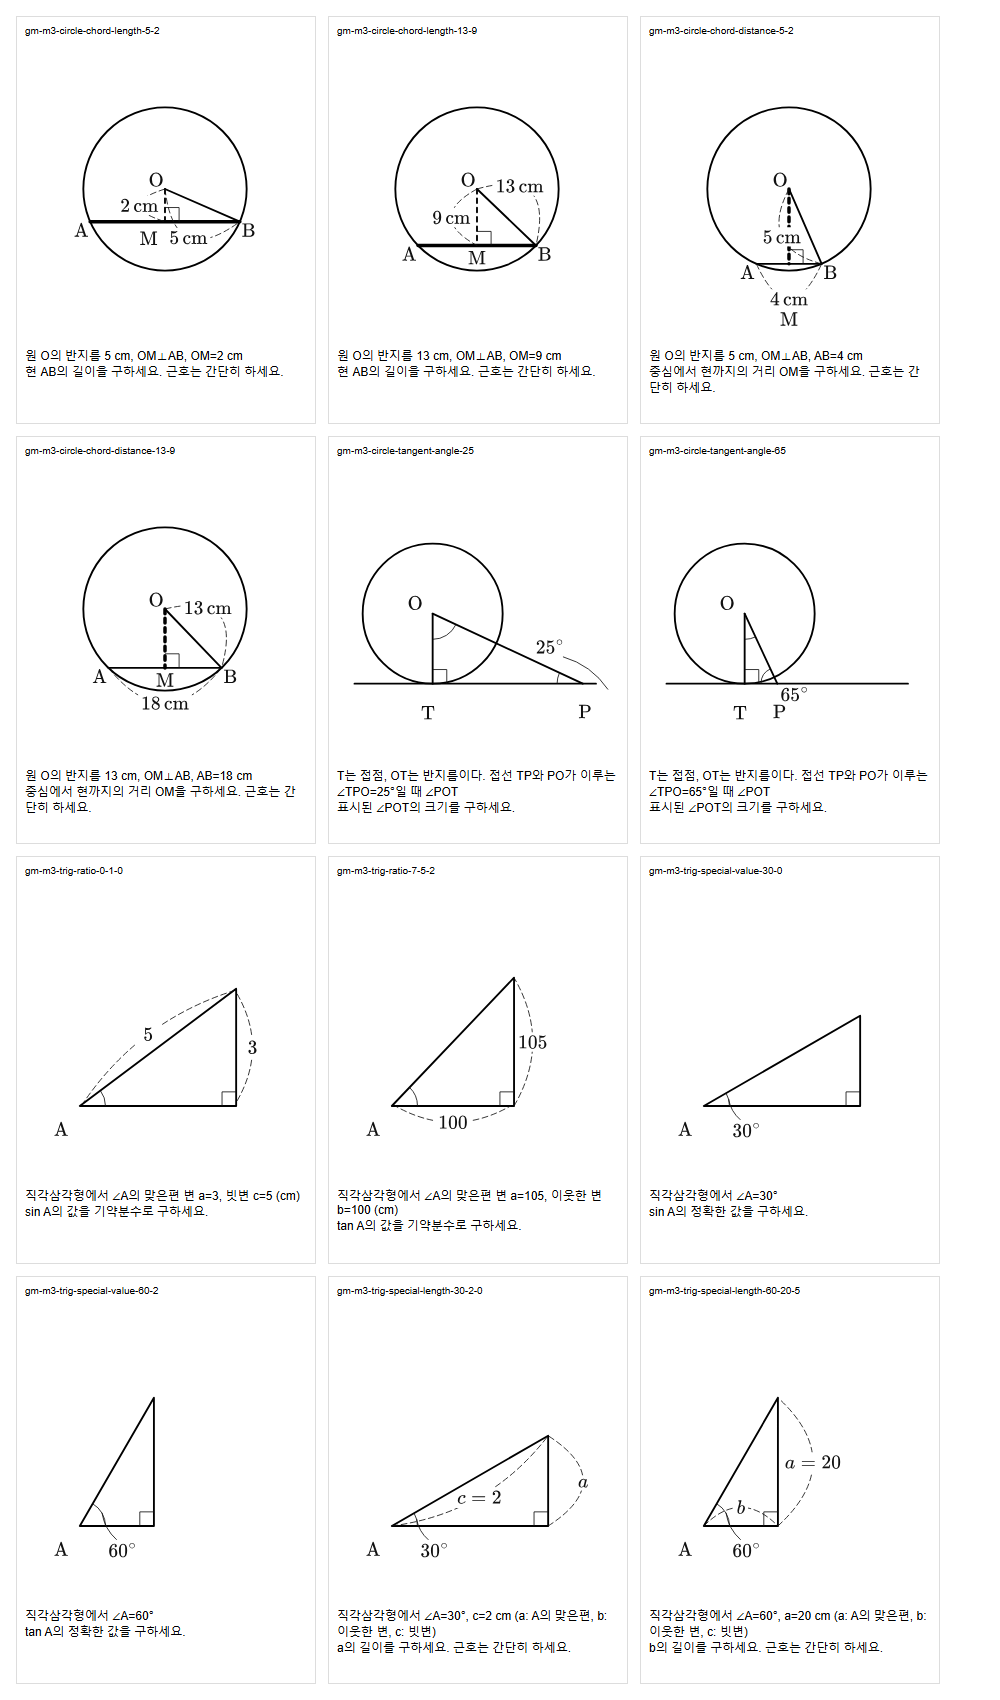 gm-m3-circle-chord-length-5-2
O
2 cm
A
M
5 cm
B
원 O의 반지름 5 cm, OM⊥AB, OM=2 cm
현 AB의 길이를 구하세요. 근호는 간단히 하세요.
gm-m3-circle-chord-length-13-9
O
13 cm
9 cm
A
M
B
원 O의 반지름 13 cm, OM⊥AB, OM=9 cm
현 AB의 길이를 구하세요. 근호는 간단히 하세요.
gm-m3-circle-chord-distance-5-2
O
5 cm
A
B
4 cm
M
원 O의 반지름 5 cm, OM⊥AB, AB=4 cm
중심에서 현까지의 거리 OM을 구하세요. 근호는 간
단히 하세요.
gm-m3-circle-chord-distance-13-9
O
13 cm
A
M
B
18 cm
원 O의 반지름 13 cm, OM⊥AB, AB=18 cm
중심에서 현까지의 거리 OM을 구하세요. 근호는 간
단히 하세요.
gm-m3-circle-tangent-angle-25
O
25°
T
P
T는 접점, OT는 반지름이다. 접선 TP와 PO가 이루는
∠TPO=25°일 때 ∠POT
표시된 ∠POT의 크기를 구하세요.
gm-m3-circle-tangent-angle-65
O
65°
T
P
T는 접점, OT는 반지름이다. 접선 TP와 PO가 이루는
∠TPO=65°일 때 ∠POT
표시된 ∠POT의 크기를 구하세요.
gm-m3-trig-ratio-0-1-0
5
3
A
직각삼각형에서 ∠A의 맞은편 변 a=3, 빗변 c=5 (cm)
sin A의 값을 기약분수로 구하세요.
gm-m3-trig-ratio-7-5-2
105
100
A
직각삼각형에서 ∠A의 맞은편 변 a=105, 이웃한 변
b=100 (cm)
tan A의 값을 기약분수로 구하세요.
gm-m3-trig-special-value-30-0
A
30°
직각삼각형에서 ∠A=30°
sin A의 정확한 값을 구하세요.
gm-m3-trig-special-value-60-2
A
60°
직각삼각형에서 ∠A=60°
tan A의 정확한 값을 구하세요.
gm-m3-trig-special-length-30-2-0
a
c = 2
A
30°
직각삼각형에서 ∠A=30°, c=2 cm (a: A의 맞은편, b:
이웃한 변, c: 빗변)
a의 길이를 구하세요. 근호는 간단히 하세요.
gm-m3-trig-special-length-60-20-5
a = 20
b
A
60°
직각삼각형에서 ∠A=60°, a=20 cm (a: A의 맞은편, b:
이웃한 변, c: 빗변)
b의 길이를 구하세요. 근호는 간단히 하세요.